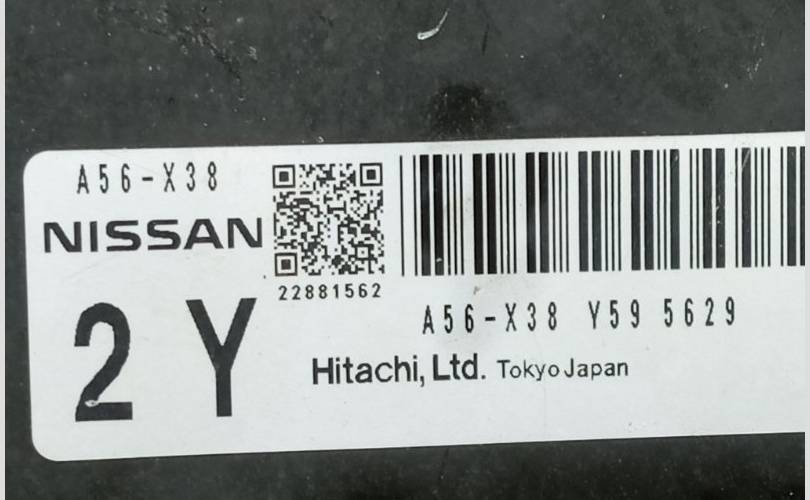 A56-X38
NISSAN
22881562
2 Y
A56-X38 Y59 5629
Hitachi, Ltd. Tokyo Japan